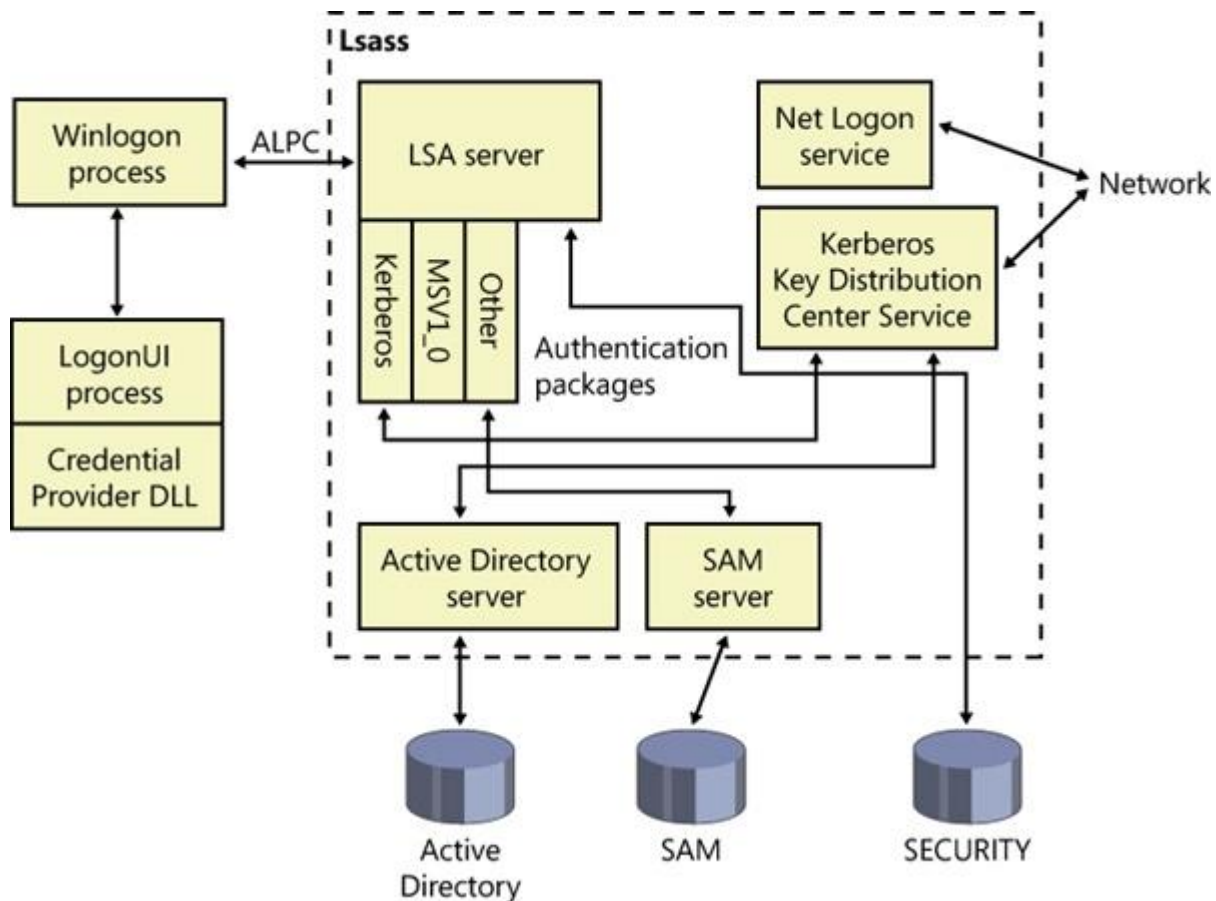 Lsass
Winlogon
process
ALPC
LSA server
Net Logon
service
Network
Kerberos
MSV1_0
Other
Kerberos
Key Distribution
Center Service
Authentication
packages
LogonUI
process
Credential
Provider DLL
Active Directory
server
SAM
server
Active
Directory
SAM
SECURITY